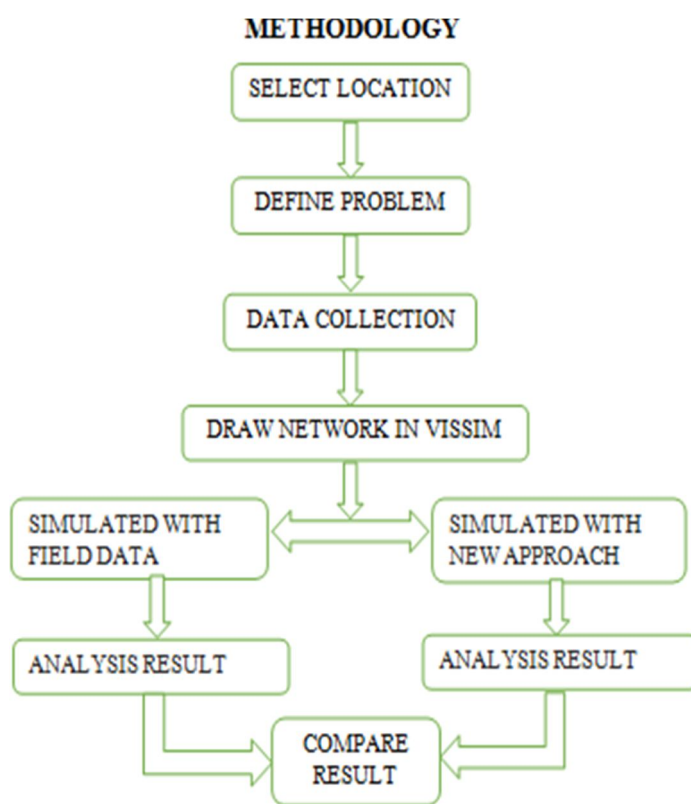 METHODOLOGY
SELECT LOCATION
DEFINE PROBLEM
DATA COLLECTION
DRAW NETWORK IN VISSIM
SIMULATED WITH
FIELD DATA
SIMULATED WITH
NEW APPROACH
ANALYSIS RESULT
ANALYSIS RESULT
COMPARE
RESULT